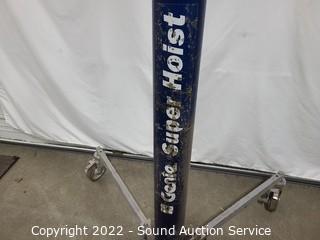 Genie Super Hoist
Copyright 2022 - Sound Auction Service